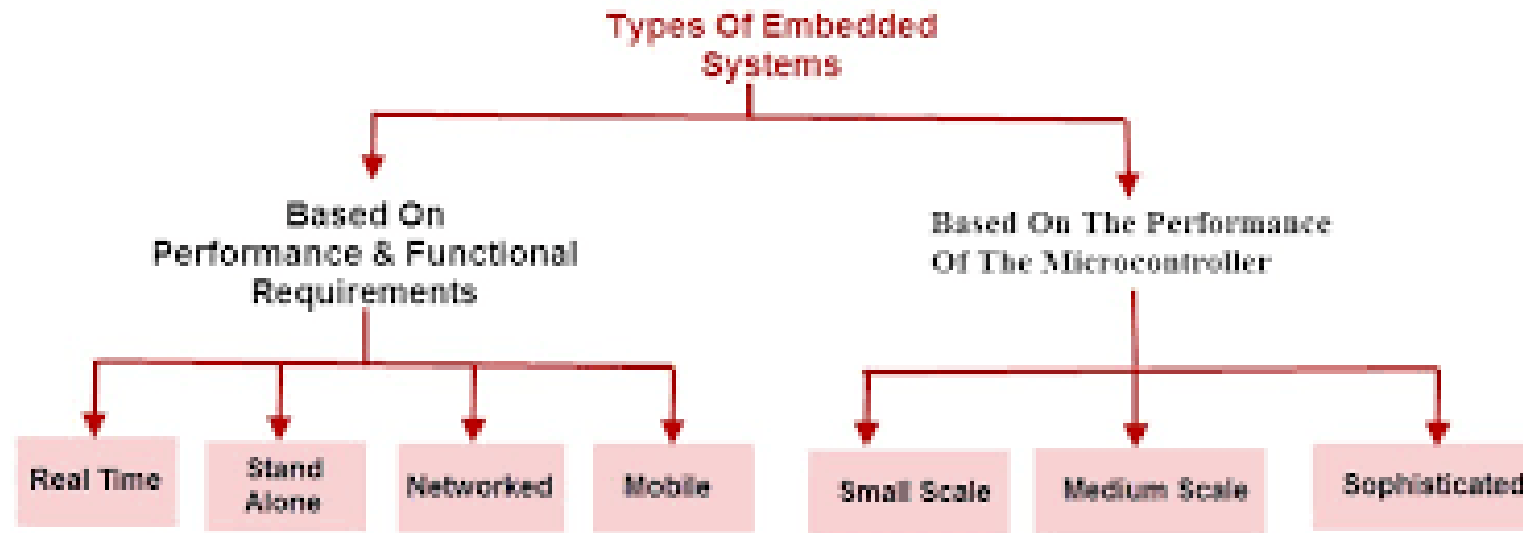 Types Of Embedded
Systems
Based On
Performance & Functional
Requirements
Based On The Performance
Of The Microcontroller
Real Time
Stand
Alone
Networked
Mobile
Small Scale
Medium Scale
Sophisticated